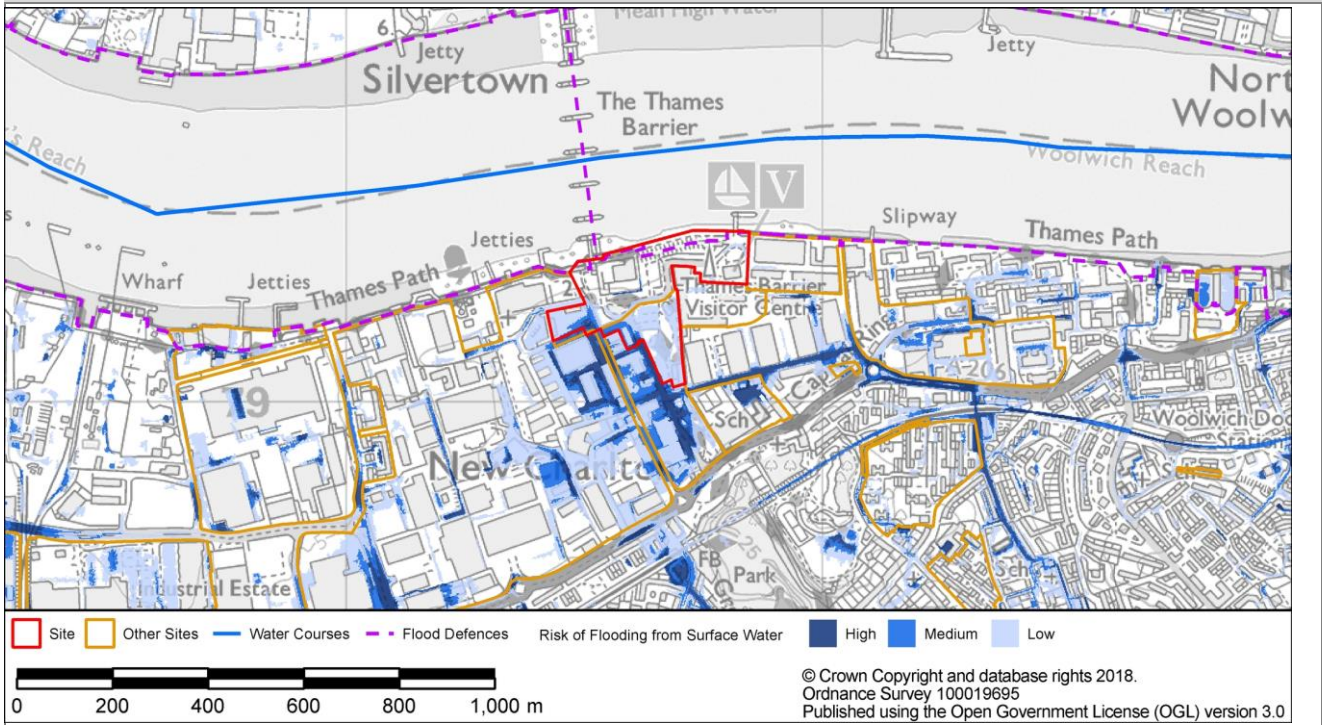 Mean High Water
6.
Jetty
Silvertown
Jetty
The Thames
Barrier
Reach
Woolwich Reach
V
Slipway
Thames Path
Jetties
Wharf
Jetties
Thames Path
Thames Barrier
Visitor Centre
A206
Sch
19
New Charlton
Woolwich Doc
Station
Industrial Estate
FB
25
Park
Sch
Site
Other Sites
Water Courses
Flood Defences
Risk of Flooding from Surface Water
High
Medium
Low
0 200 400 600 800 1,000 m
© Crown Copyright and database rights 2018.
Ordnance Survey 100019695
Published using the Open Government License (OGL) version 3.0